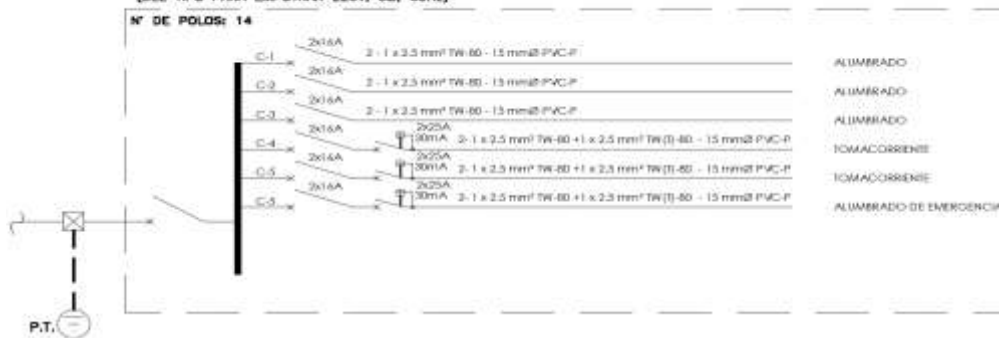 N° DE POLOS: 14
C-1 2x16A 2 - 1 x 2.5 mm² TW-80 - 15 mmØ-PVC-P ALUMBRADO
C-2 2x16A 2 - 1 x 2.5 mm² TW-80 - 15 mmØ-PVC-P ALUMBRADO
C-3 2x16A 2 - 1 x 2.5 mm² TW-80 - 15 mmØ-PVC-P ALUMBRADO
C-4 2x16A 2x25A 30mA 2- 1 x 2.5 mm² TW-80 +1 x 2.5 mm² TW(T)-80 - 15 mmØ PVC-P TOMACORRIENTE
C-5 2x16A 2x25A 30mA 2- 1 x 2.5 mm² TW-80 +1 x 2.5 mm² TW(T)-80 - 15 mmØ PVC-P TOMACORRIENTE
C-5 2x16A 2x25A 30mA 2- 1 x 2.5 mm² TW-80 +1 x 2.5 mm² TW(T)-80 - 15 mmØ PVC-P ALUMBRADO DE EMERGENCIA
P.T.